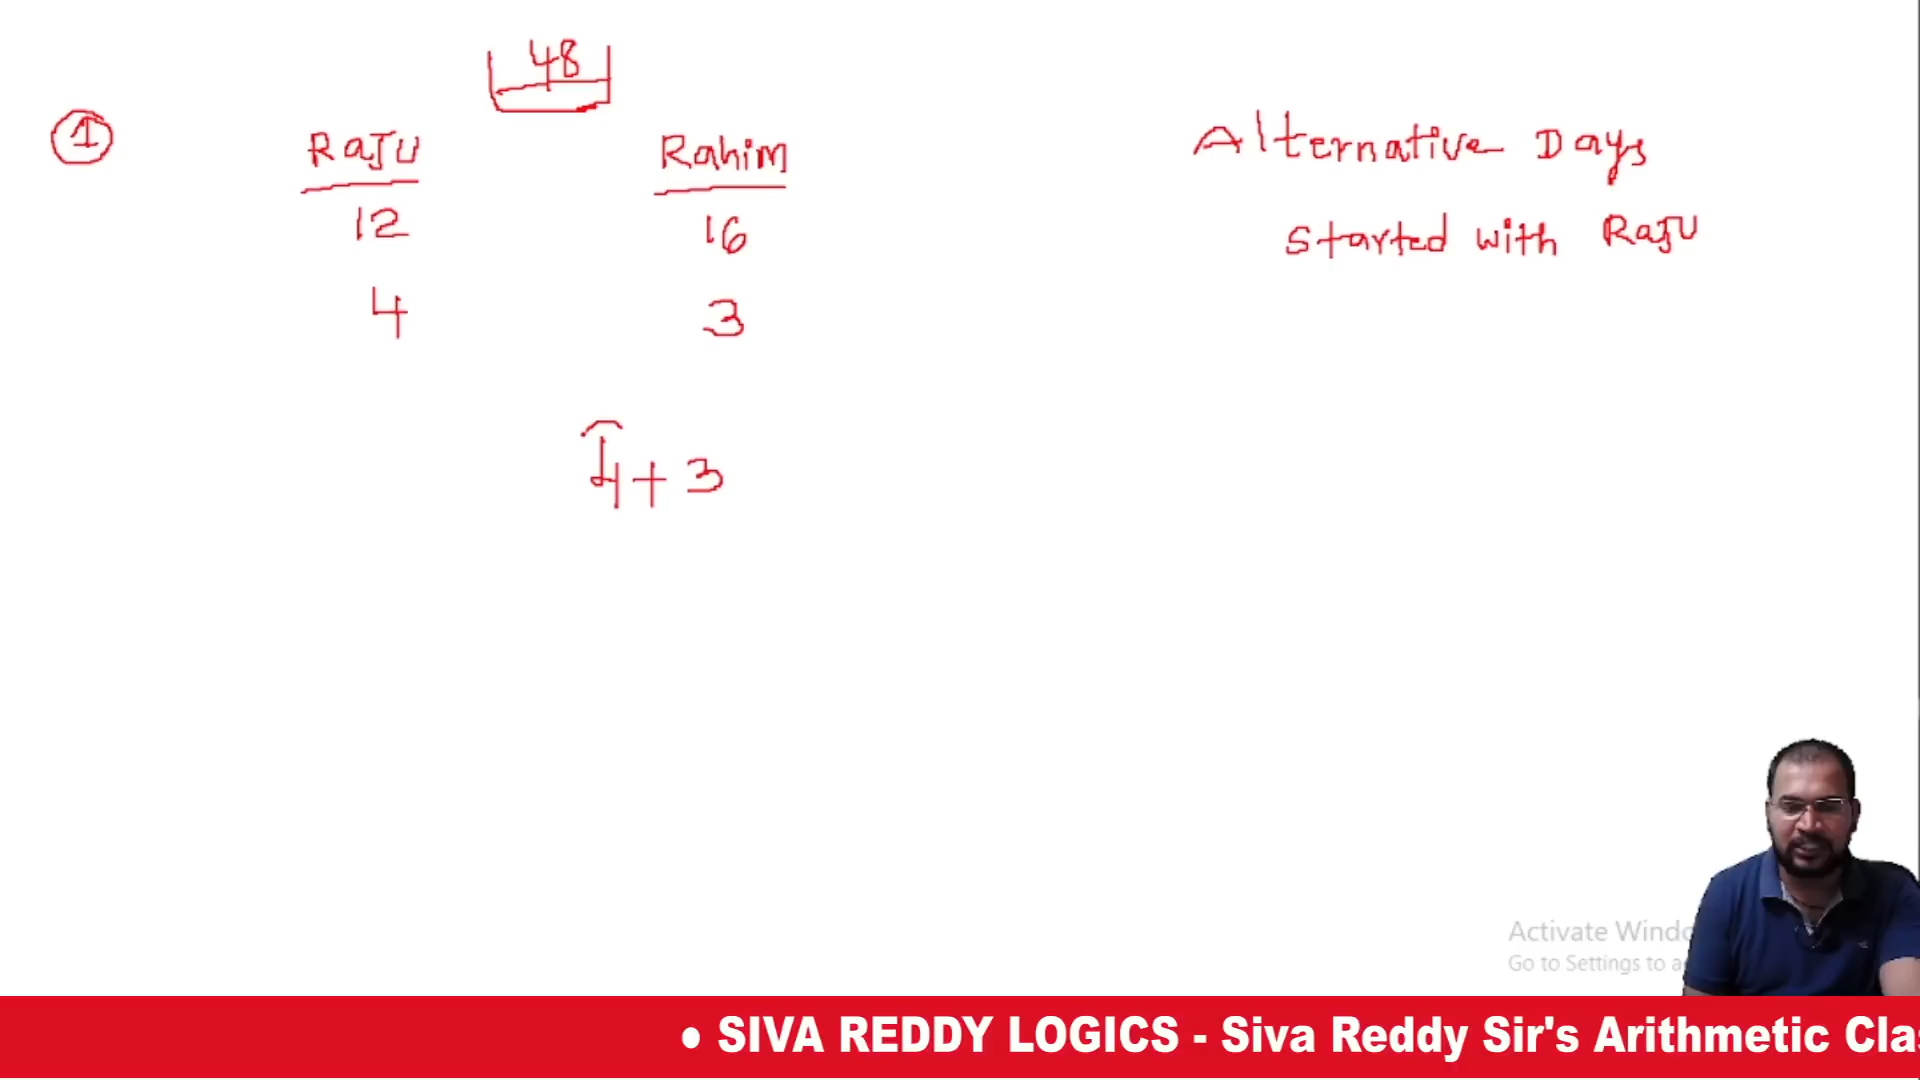 48
① RAJU Rahim
12 16
4 3
4 + 3
Alternative Days
started with RAJU
Activate Windo
Go to Settings to a
• SIVA REDDY LOGICS - Siva Reddy Sir's Arithmetic Clas